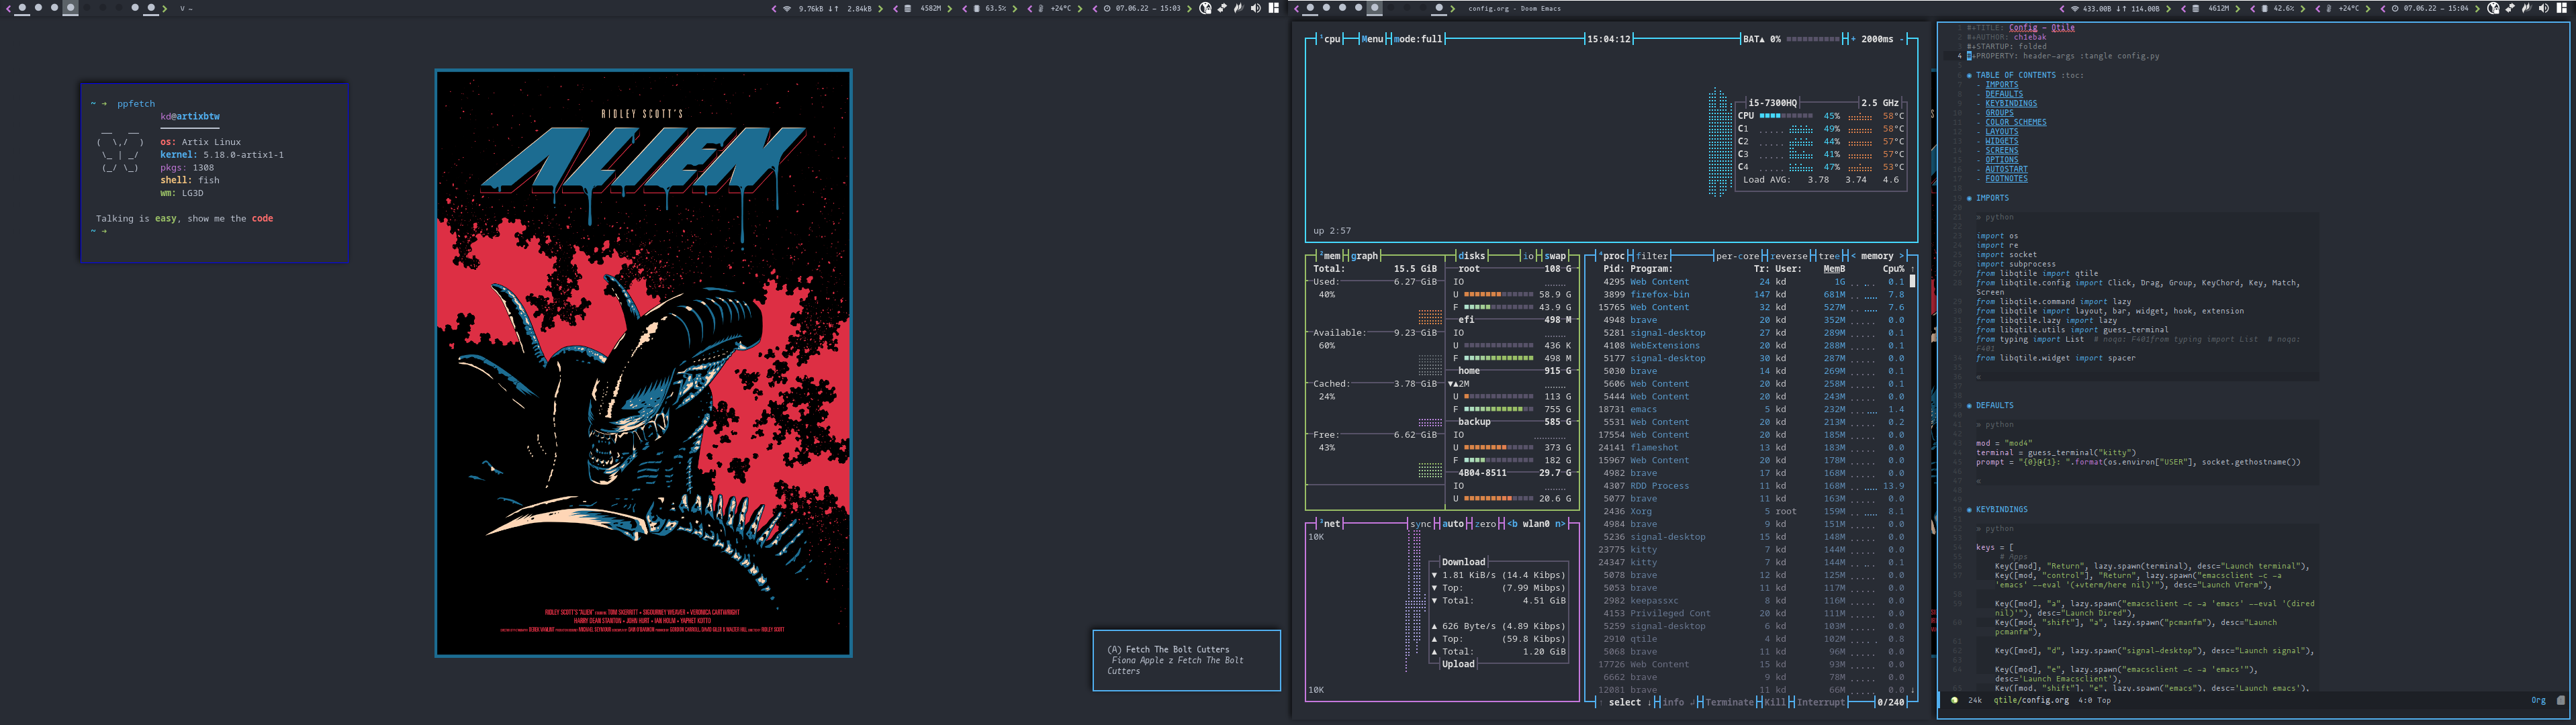 V ~
9.76kB ↓↑ 2.84kB
4582M
63.5%
+24°C
07.06.22 — 15:03
~ → ppfetch
kd@artixbtw
os: Artix Linux
kernel: 5.18.0-artix1-1
pkgs: 1308
shell: fish
wm: LG3D
Talking is easy, show me the code
~ →
RIDLEY SCOTT'S
ALIEN
(A) Fetch The Bolt Cutters
Fiona Apple z Fetch The Bolt
Cutters
config.org - Doom Emacs
433.00B ↓↑ 114.00B
4612M
42.6%
+24°C
07.06.22 — 15:04
¹cpu Menu mode:full 15:04:12 BAT▲ 0% + 2000ms -
i5-7300HQ 2.5 GHz
CPU 45% 58°C
C1 49% 58°C
C2 44% 57°C
C3 41% 57°C
C4 47% 53°C
Load AVG: 3.78 3.74 4.6
up 2:57
²mem graph
Total: 15.5 GiB
Used: 6.27 GiB
40%
Available: 9.23 GiB
60%
Cached: 3.78 GiB
24%
Free: 6.62 GiB
43%
disks io swap
root 108 G
IO
U 58.9 G
F 43.9 G
efi 498 M
IO
U 436 K
F 498 M
home 915 G
▼▲2M
U 113 G
F 755 G
backup 585 G
IO
U 373 G
F 182 G
4B04-8511 29.7 G
IO
U 20.6 G
³net sync auto zero <b wlan0 n>
10K
Download
▼ 1.81 KiB/s (14.4 Kibps)
▼ Top: (7.99 Mibps)
▼ Total: 4.51 GiB
▲ 626 Byte/s (4.89 Kibps)
▲ Top: (59.8 Kibps)
▲ Total: 1.20 GiB
Upload
10K
⁴proc filter per-core reverse tree < memory >
Pid: Program: Tr: User: MemB Cpu% ↑
4295 Web Content 24 kd 1G 0.1
3899 firefox-bin 147 kd 681M 7.8
15765 Web Content 32 kd 527M 7.6
4948 brave 20 kd 352M 0.0
5281 signal-desktop 27 kd 289M 0.1
4108 WebExtensions 20 kd 288M 0.1
5177 signal-desktop 30 kd 287M 0.0
5030 brave 14 kd 269M 0.1
5606 Web Content 20 kd 258M 0.1
5444 Web Content 20 kd 243M 0.0
18731 emacs 5 kd 232M 1.4
5531 Web Content 20 kd 213M 0.2
17554 Web Content 20 kd 185M 0.0
24141 flameshot 13 kd 183M 0.0
15967 Web Content 20 kd 178M 0.0
4982 brave 17 kd 168M 0.0
4307 RDD Process 11 kd 168M 13.9
5077 brave 11 kd 163M 0.0
2436 Xorg 5 root 159M 8.1
4984 brave 9 kd 151M 0.0
5236 signal-desktop 15 kd 148M 0.0
23775 kitty 7 kd 144M 0.0
24347 kitty 7 kd 144M 0.1
5078 brave 12 kd 125M 0.0
5053 brave 11 kd 117M 0.0
2982 keepassxc 8 kd 116M 0.0
4153 Privileged Cont 20 kd 111M 0.0
5259 signal-desktop 6 kd 103M 0.0
2910 qtile 4 kd 102M 0.8
5068 brave 11 kd 96M 0.0
17726 Web Content 15 kd 93M 0.0
6662 brave 9 kd 78M 0.0
12081 brave 11 kd 66M 0.0 ↓
↑ select ↓ info ↲ Terminate Kill Interrupt 0/240
#+TITLE: Config — Qtile
#+AUTHOR: ch1ebak
#+STARTUP: folded
4 #+PROPERTY: header-args :tangle config.py
◉ TABLE OF CONTENTS :toc:
- IMPORTS
- DEFAULTS
- KEYBINDINGS
- GROUPS
- COLOR SCHEMES
- LAYOUTS
- WIDGETS
- SCREENS
- OPTIONS
- AUTOSTART
- FOOTNOTES
◉ IMPORTS
» python
import os
import re
import socket
import subprocess
from libqtile import qtile
from libqtile.config import Click, Drag, Group, KeyChord, Key, Match,
Screen
from libqtile.command import lazy
from libqtile import layout, bar, widget, hook, extension
from libqtile.lazy import lazy
from libqtile.utils import guess_terminal
from typing import List # noqa: F401from typing import List # noqa:
F401
from libqtile.widget import spacer
«
◉ DEFAULTS
» python
mod = "mod4"
terminal = guess_terminal("kitty")
prompt = "{0}@{1}: ".format(os.environ["USER"], socket.gethostname())
«
◉ KEYBINDINGS
» python
keys = [
# Apps
Key([mod], "Return", lazy.spawn(terminal), desc="Launch terminal"),
Key([mod, "control"], "Return", lazy.spawn("emacsclient -c -a
'emacs' --eval '(+vterm/here nil)'"), desc="Launch VTerm"),
Key([mod], "a", lazy.spawn("emacsclient -c -a 'emacs' --eval '(dired
nil)'"), desc="Launch Dired"),
Key([mod, "shift"], "a", lazy.spawn("pcmanfm"), desc="Launch
pcmanfm"),
Key([mod], "d", lazy.spawn("signal-desktop"), desc="Launch signal"),
Key([mod], "e", lazy.spawn("emacsclient -c -a 'emacs'"),
desc='Launch Emacsclient'),
Key([mod, "shift"], "e", lazy.spawn("emacs"), desc='Launch emacs'),
24k qtile/config.org 4:0 Top Org